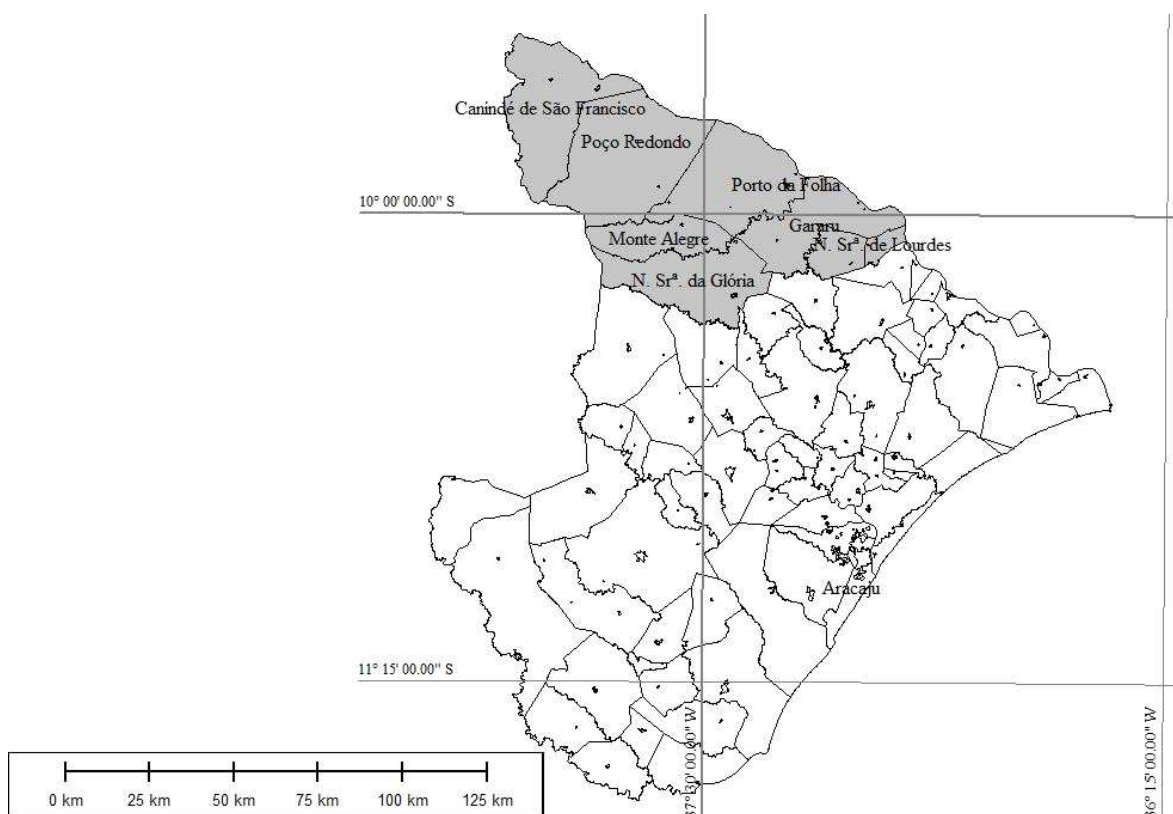 Canindé de São Francisco
Poço Redondo
Porto da Folha
10° 00' 00.00" S
Gararu
Monte Alegre
N. Srª. de Lourdes
N. Srª. da Glória
Aracaju
11° 15' 00.00" S
37° 30' 00.00" W
36° 15' 00.00" W
0 km 25 km 50 km 75 km 100 km 125 km